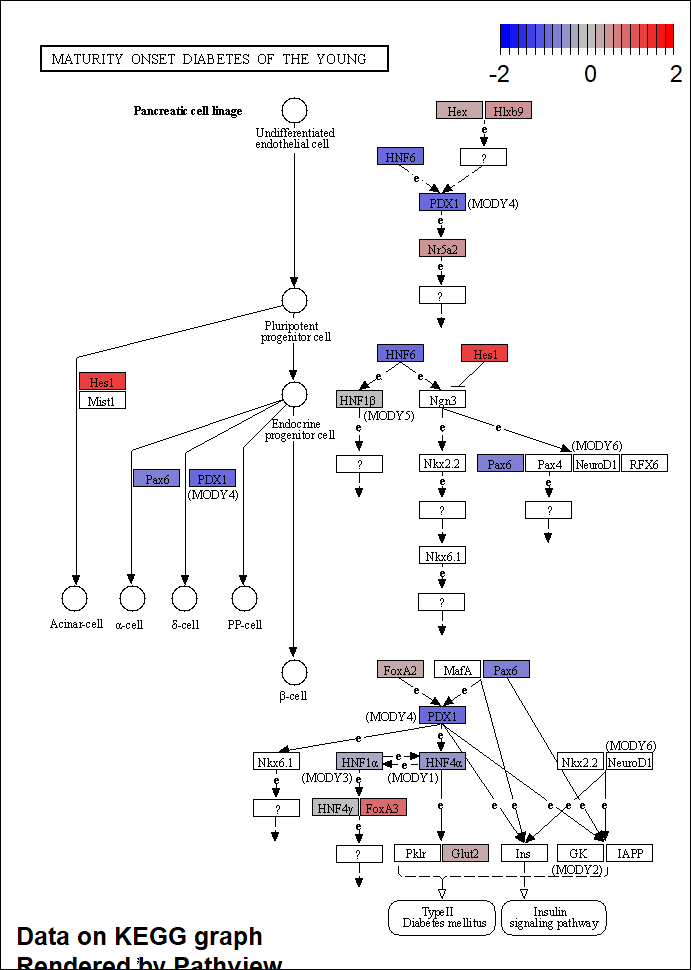 -2 0 2
MATURITY ONSET DIABETES OF THE YOUNG
Pancreatic cell linage
Undifferentiated
endothelial cell
Hex Hlxb9
e
HNF6 ?
e
PDX1 (MODY4)
e
Nr5a2
e
?
Pluripotent
progenitor cell
HNF6 Hes1
Hes1
Mist1
e e
HNF1β Ngn3
(MODY5)
Endocrine
progenitor cell
e e
(MODY6)
? Nkx2.2 Pax6 Pax4 NeuroD1 RFX6
Pax6 PDX1
(MODY4)
e e
? ?
e
Nkx6.1
e
?
Acinar-cell α-cell δ-cell PP-cell
β-cell
FoxA2 MafA Pax6
e e
(MODY4) PDX1
e e
Nkx6.1 HNF1α e HNF4α Nkx2.2 NeuroD1
(MODY6)
e
(MODY3) (MODY1)
e e
? HNF4γ FoxA3 e e e e e e
e
? Pklr Glut2 Ins GK IAPP
(MODY2)
Type II
Diabetes mellitus
Insulin
signaling pathway
Data on KEGG graph
Rendered by Pathview